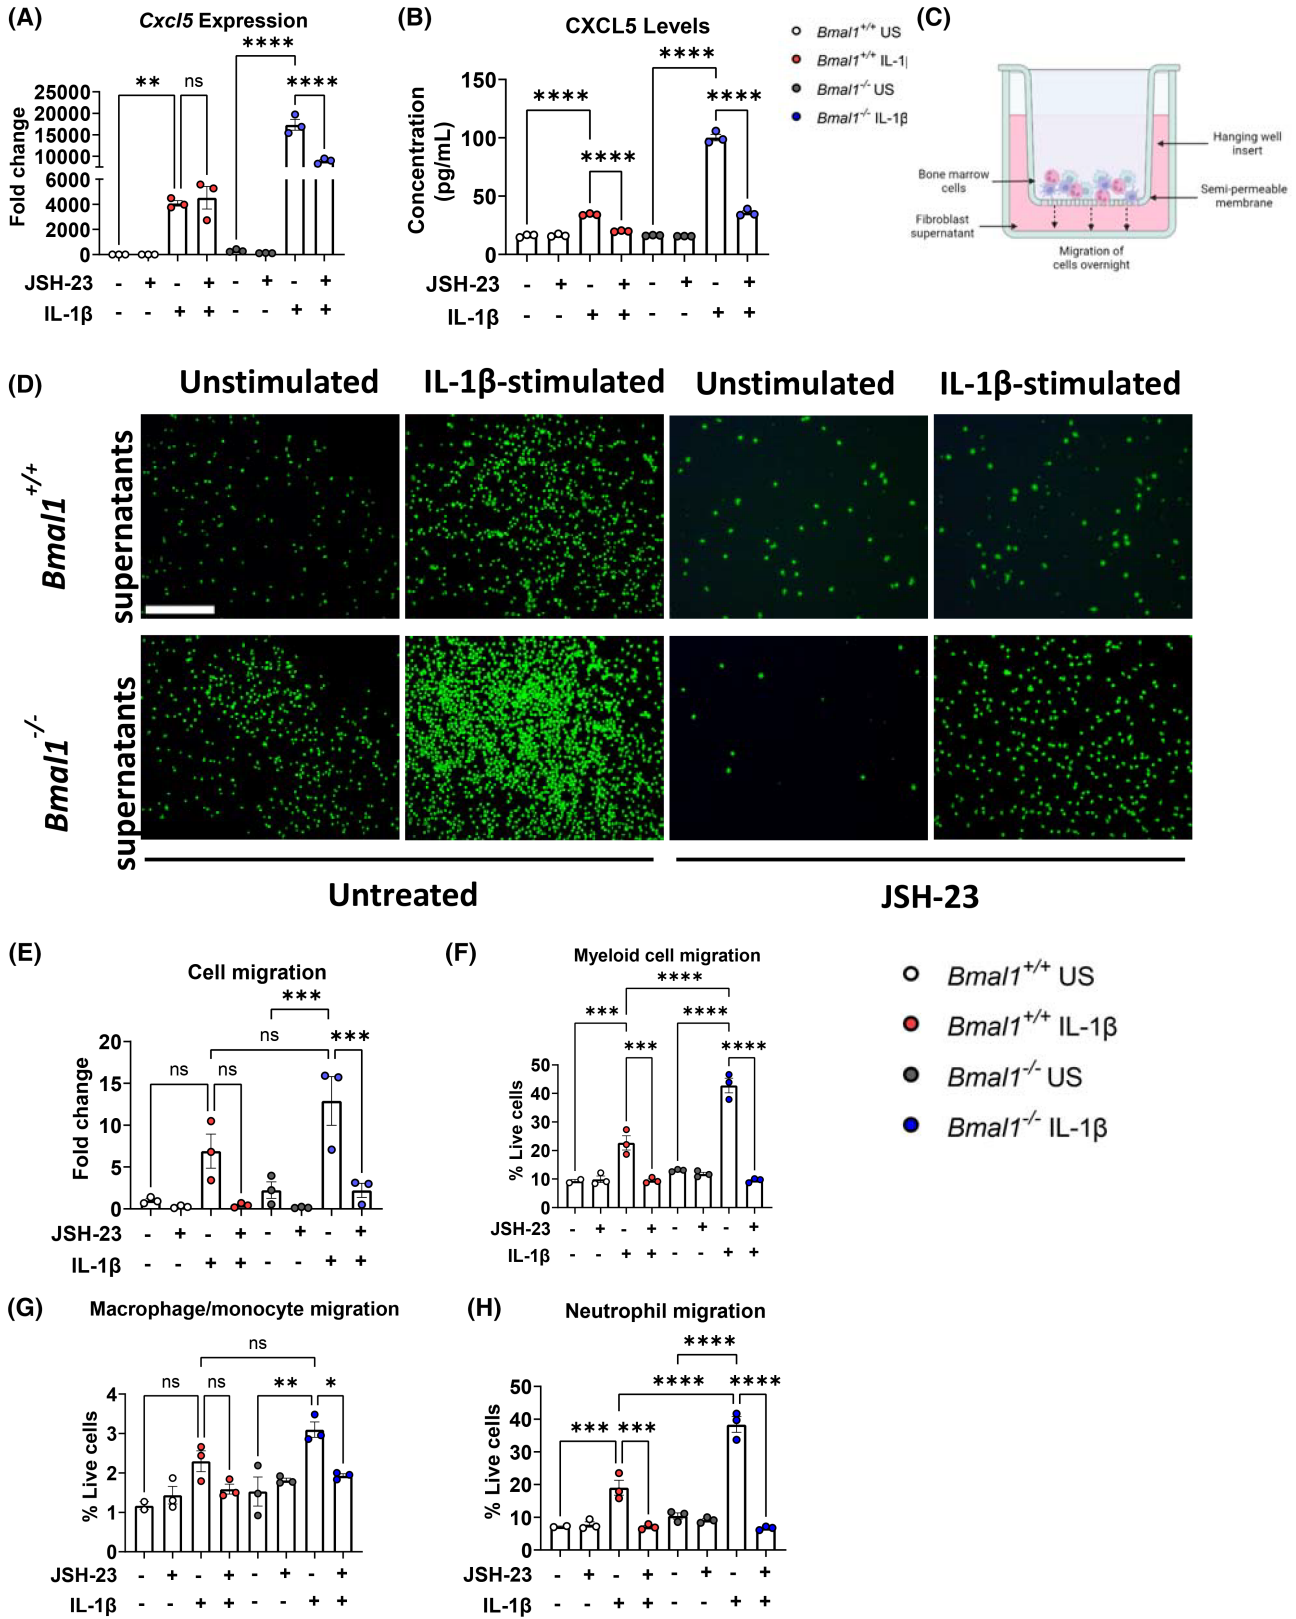 (A)
Cxcl5 Expression
****
** ns ****
Fold change
25000
20000
15000
10000
6000
4000
2000
0
JSH-23 - + - + - + - +
IL-1β - - + + - - + +
(B)
CXCL5 Levels
****
**** ****
****
Concentration
(pg/mL)
150
100
50
0
JSH-23 - + - + - + - +
IL-1β - - + + - - + +
Bmal1+/+ US
Bmal1+/+ IL-1
Bmal1-/- US
Bmal1-/- IL-1β
(C)
Hanging well
insert
Bone marrow
cells
Semi-permeable
membrane
Fibroblast
supernatant
Migration of
cells overnight
(D)
Unstimulated IL-1β-stimulated Unstimulated IL-1β-stimulated
Bmal1+/+
supernatants
Bmal1-/-
supernatants
Untreated JSH-23
(E)
Cell migration
***
ns ***
ns ns
Fold change
20
15
10
5
0
JSH-23 - + - + - + - +
IL-1β - - + + - - + +
(F)
Myeloid cell migration
****
*** ****
*** ****
% Live cells
50
40
30
20
10
0
JSH-23 - + - + - + - +
IL-1β - - + + - - + +
Bmal1+/+ US
Bmal1+/+ IL-1β
Bmal1-/- US
Bmal1-/- IL-1β
(G)
Macrophage/monocyte migration
ns
ns ns ** *
% Live cells
4
3
2
1
0
JSH-23 - + - + - + - +
IL-1β - - + + - - + +
(H)
Neutrophil migration
****
**** ****
*** ***
% Live cells
50
40
30
20
10
0
JSH-23 - + - + - + - +
IL-1β - - + + - - + +